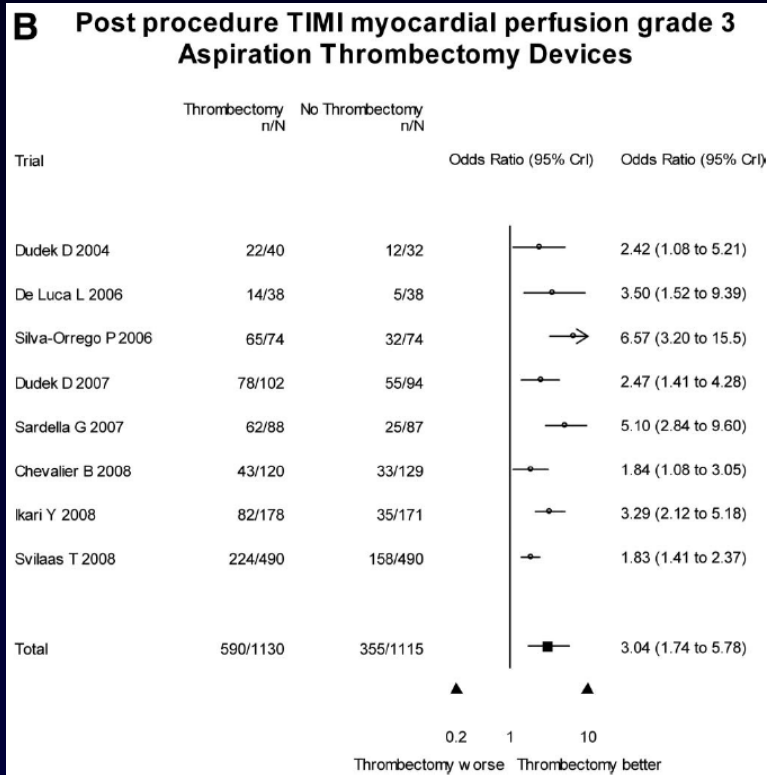 B Post procedure TIMI myocardial perfusion grade 3
Aspiration Thrombectomy Devices
Thrombectomy No Thrombectomy
n/N n/N
Trial Odds Ratio (95% CrI) Odds Ratio (95% CrI)
Dudek D 2004 22/40 12/32 2.42 (1.08 to 5.21)
De Luca L 2006 14/38 5/38 3.50 (1.52 to 9.39)
Silva-Orrego P 2006 65/74 32/74 6.57 (3.20 to 15.5)
Dudek D 2007 78/102 55/94 2.47 (1.41 to 4.28)
Sardella G 2007 62/88 25/87 5.10 (2.84 to 9.60)
Chevalier B 2008 43/120 33/129 1.84 (1.08 to 3.05)
Ikari Y 2008 82/178 35/171 3.29 (2.12 to 5.18)
Svilaas T 2008 224/490 158/490 1.83 (1.41 to 2.37)
Total 590/1130 355/1115 3.04 (1.74 to 5.78)
0.2 1 10
Thrombectomy worse Thrombectomy better